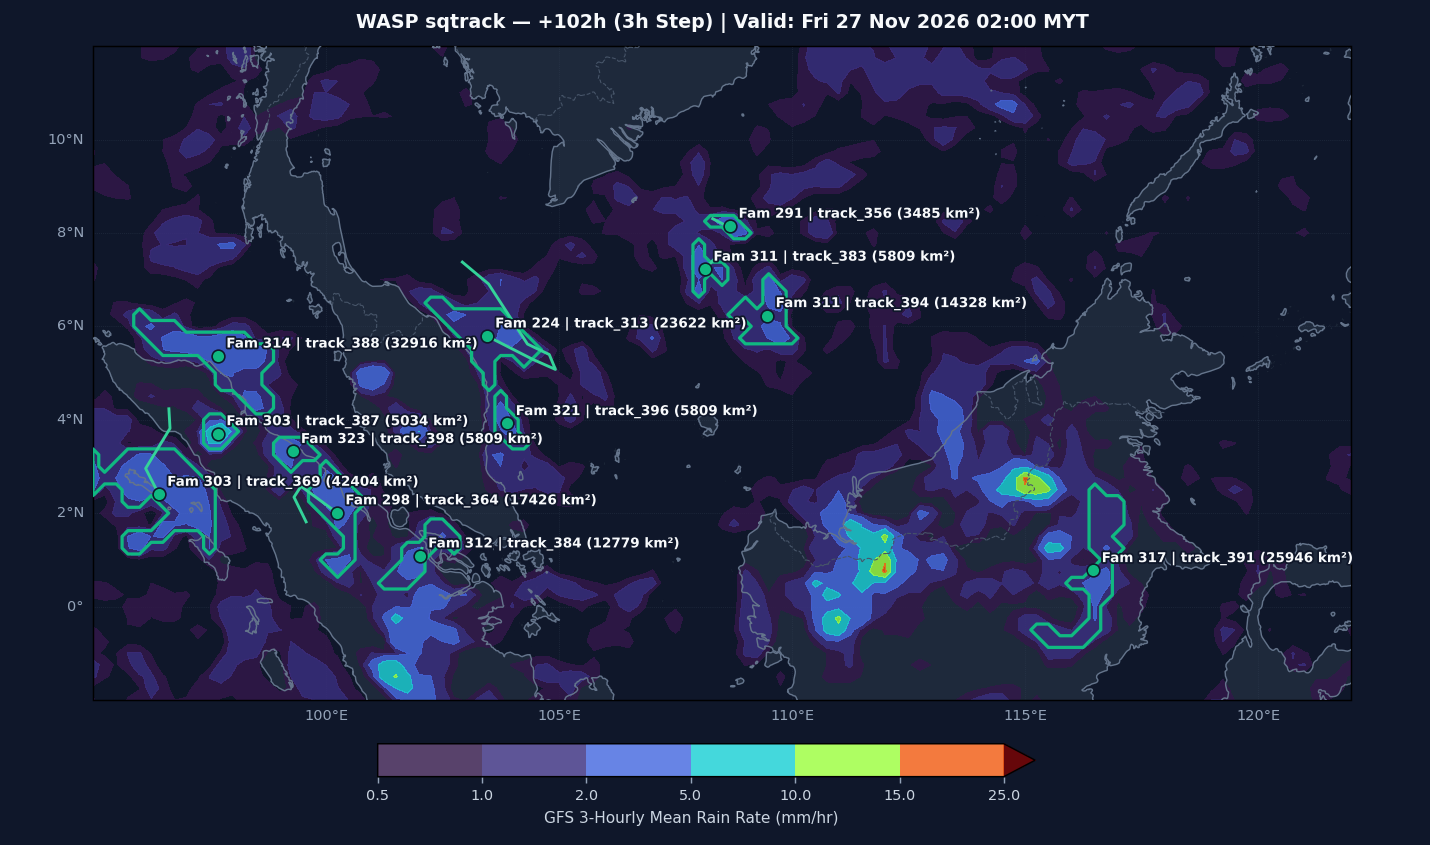 WASP sqtrack — +102h (3h Step) | Valid: Fri 27 Nov 2026 02:00 MYT
10°N
8°N
6°N
4°N
2°N
0°
Fam 291 | track_356 (3485 km²)
Fam 311 | track_383 (5809 km²)
Fam 311 | track_394 (14328 km²)
Fam 224 | track_313 (23622 km²)
Fam 314 | track_388 (32916 km²)
Fam 321 | track_396 (5809 km²)
Fam 303 | track_387 (5034 km²)
Fam 323 | track_398 (5809 km²)
Fam 303 | track_369 (42404 km²)
Fam 298 | track_364 (17426 km²)
Fam 312 | track_384 (12779 km²)
Fam 317 | track_391 (25946 km²)
100°E 105°E 110°E 115°E 120°E
0.5 1.0 2.0 5.0 10.0 15.0 25.0
GFS 3-Hourly Mean Rain Rate (mm/hr)